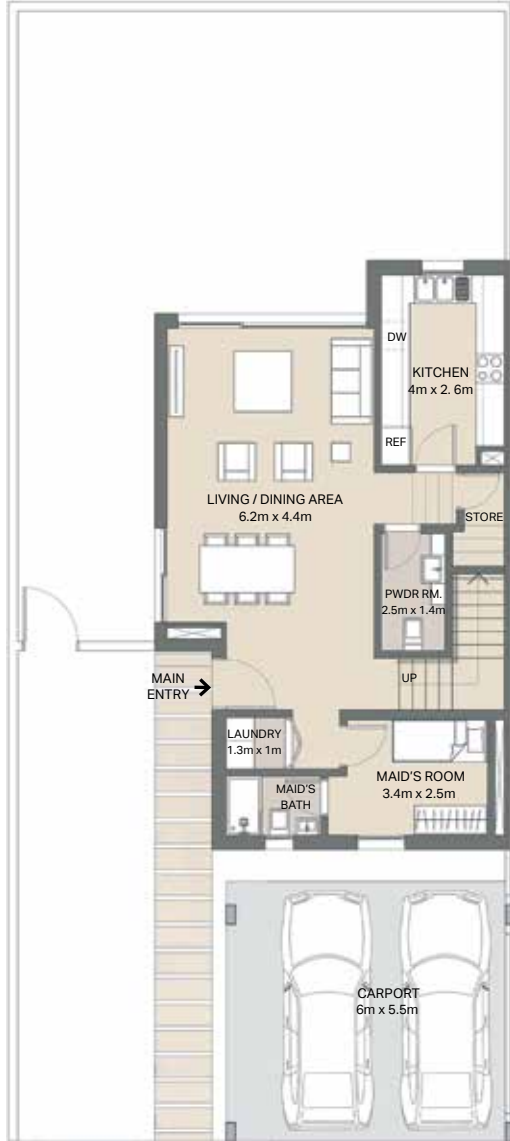 DW
KITCHEN
4m x 2. 6m
REF
LIVING / DINING AREA
6.2m x 4.4m
STORE
PWDR RM.
2.5m x 1.4m
MAIN
ENTRY
UP
LAUNDRY
1.3m x 1m
MAID'S ROOM
3.4m x 2.5m
MAID'S
BATH
CARPORT
6m x 5.5m